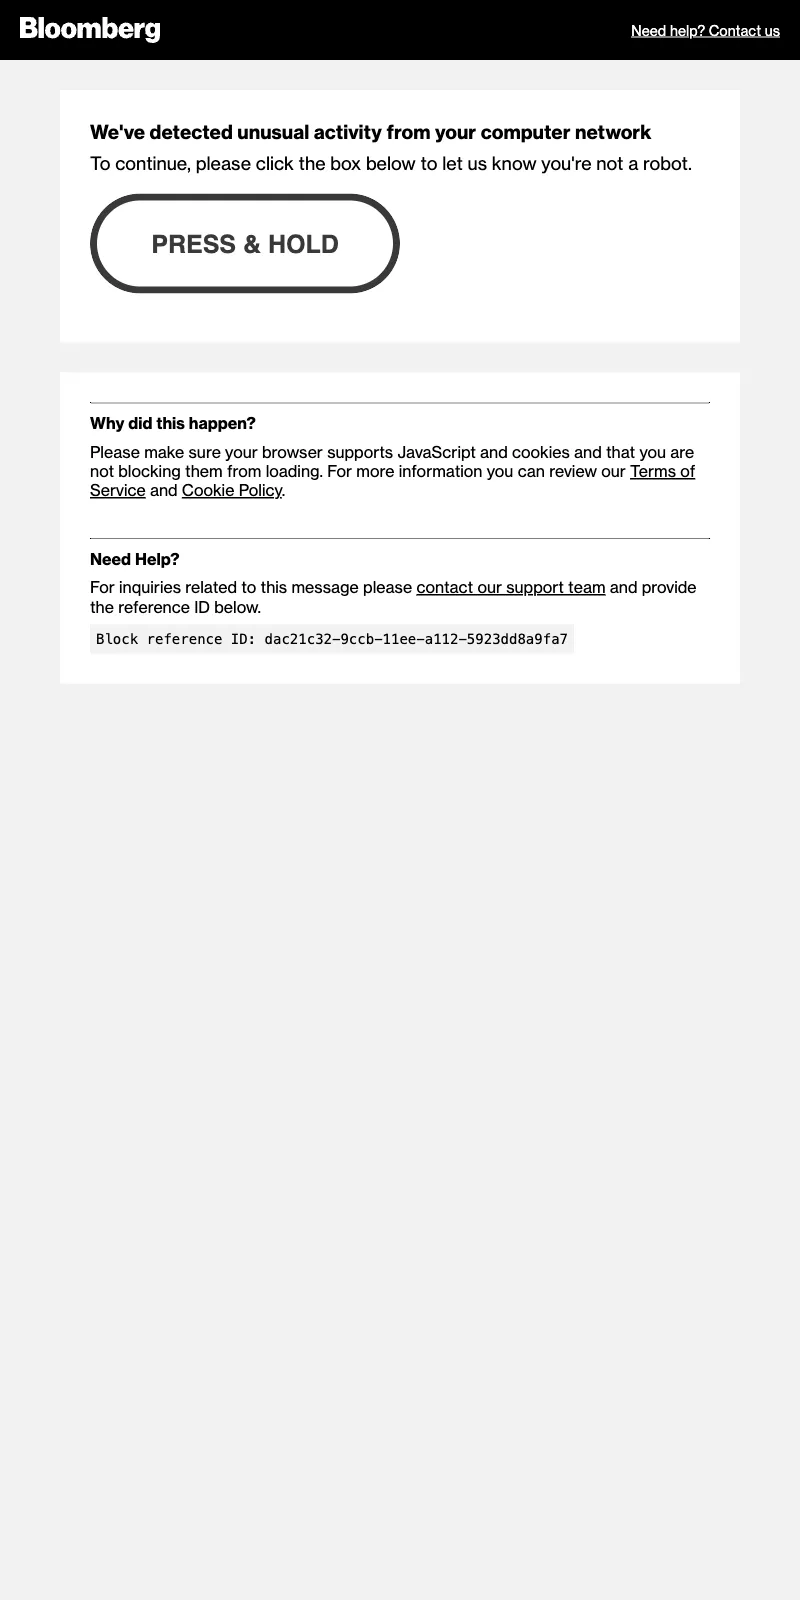 Bloomberg
Need help? Contact us
We've detected unusual activity from your computer network
To continue, please click the box below to let us know you're not a robot.
PRESS & HOLD
Why did this happen?
Please make sure your browser supports JavaScript and cookies and that you are
not blocking them from loading. For more information you can review our Terms of
Service and Cookie Policy.
Need Help?
For inquiries related to this message please contact our support team and provide
the reference ID below.
Block reference ID: dac21c32-9ccb-11ee-a112-5923dd8a9fa7